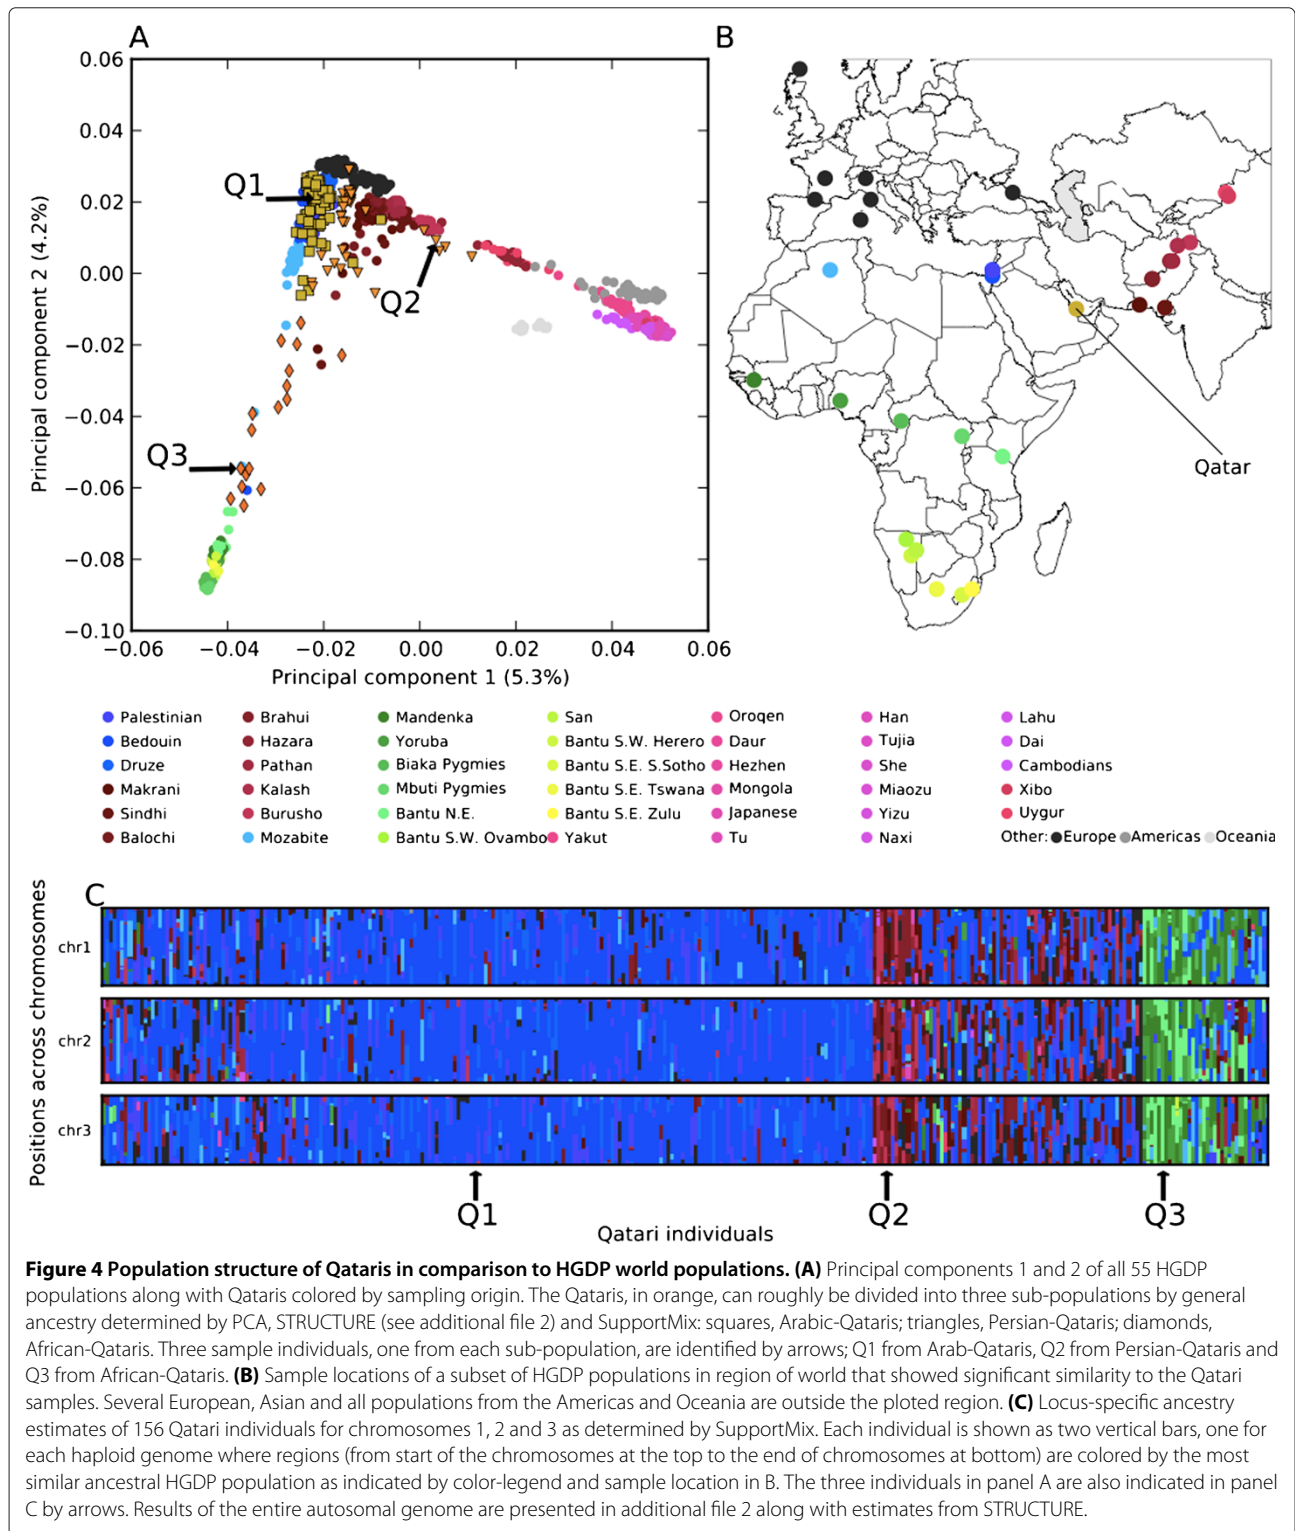 A
B
0.06
0.04
0.02
0.00
−0.02
−0.04
−0.06
−0.08
−0.10
Principal component 2 (4.2%)
Q1
Q2
Q3
−0.06 −0.04 −0.02 0.00 0.02 0.04 0.06
Principal component 1 (5.3%)
Qatar
Palestinian Brahui Mandenka San Oroqen Han Lahu
Bedouin Hazara Yoruba Bantu S.W. Herero Daur Tujia Dai
Druze Pathan Biaka Pygmies Bantu S.E. S.Sotho Hezhen She Cambodians
Makrani Kalash Mbuti Pygmies Bantu S.E. Tswana Mongola Miaozu Xibo
Sindhi Burusho Bantu N.E. Bantu S.E. Zulu Japanese Yizu Uygur
Balochi Mozabite Bantu S.W. Ovambo Yakut Tu Naxi Other: Europe Americas Oceania
C
Positions across chromosomes
chr1
chr2
chr3
Q1 Q2 Q3
Qatari individuals
Figure 4 Population structure of Qataris in comparison to HGDP world populations. (A) Principal components 1 and 2 of all 55 HGDP
populations along with Qataris colored by sampling origin. The Qataris, in orange, can roughly be divided into three sub-populations by general
ancestry determined by PCA, STRUCTURE (see additional file 2) and SupportMix: squares, Arabic-Qataris; triangles, Persian-Qataris; diamonds,
African-Qataris. Three sample individuals, one from each sub-population, are identified by arrows; Q1 from Arab-Qataris, Q2 from Persian-Qataris and
Q3 from African-Qataris. (B) Sample locations of a subset of HGDP populations in region of world that showed significant similarity to the Qatari
samples. Several European, Asian and all populations from the Americas and Oceania are outside the ploted region. (C) Locus-specific ancestry
estimates of 156 Qatari individuals for chromosomes 1, 2 and 3 as determined by SupportMix. Each individual is shown as two vertical bars, one for
each haploid genome where regions (from start of the chromosomes at the top to the end of chromosomes at bottom) are colored by the most
similar ancestral HGDP population as indicated by color-legend and sample location in B. The three individuals in panel A are also indicated in panel
C by arrows. Results of the entire autosomal genome are presented in additional file 2 along with estimates from STRUCTURE.